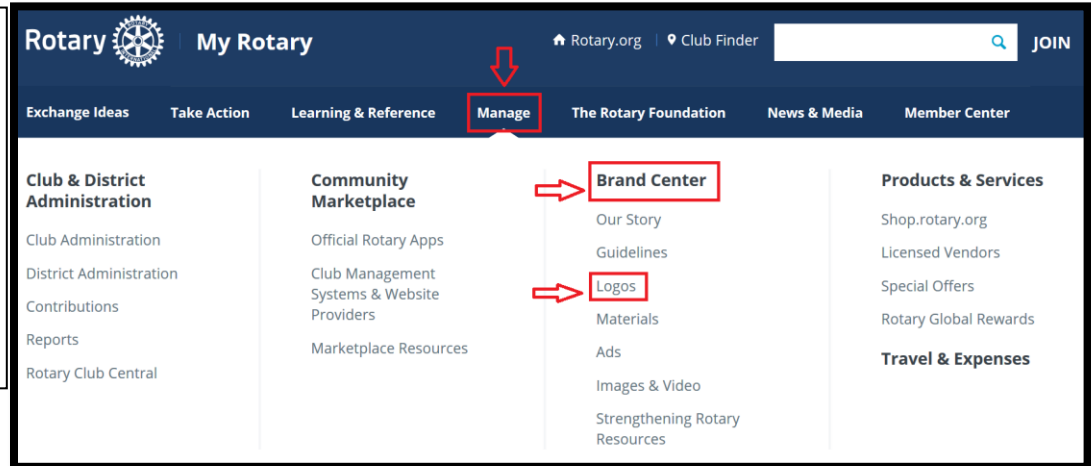 Rotary My Rotary Rotary.org Club Finder JOIN
Exchange Ideas Take Action Learning & Reference Manage The Rotary Foundation News & Media Member Center
Club & District
Administration
Club Administration
District Administration
Contributions
Reports
Rotary Club Central
Community
Marketplace
Official Rotary Apps
Club Management
Systems & Website
Providers
Marketplace Resources
Brand Center
Our Story
Guidelines
Logos
Materials
Ads
Images & Video
Strengthening Rotary
Resources
Products & Services
Shop.rotary.org
Licensed Vendors
Special Offers
Rotary Global Rewards
Travel & Expenses